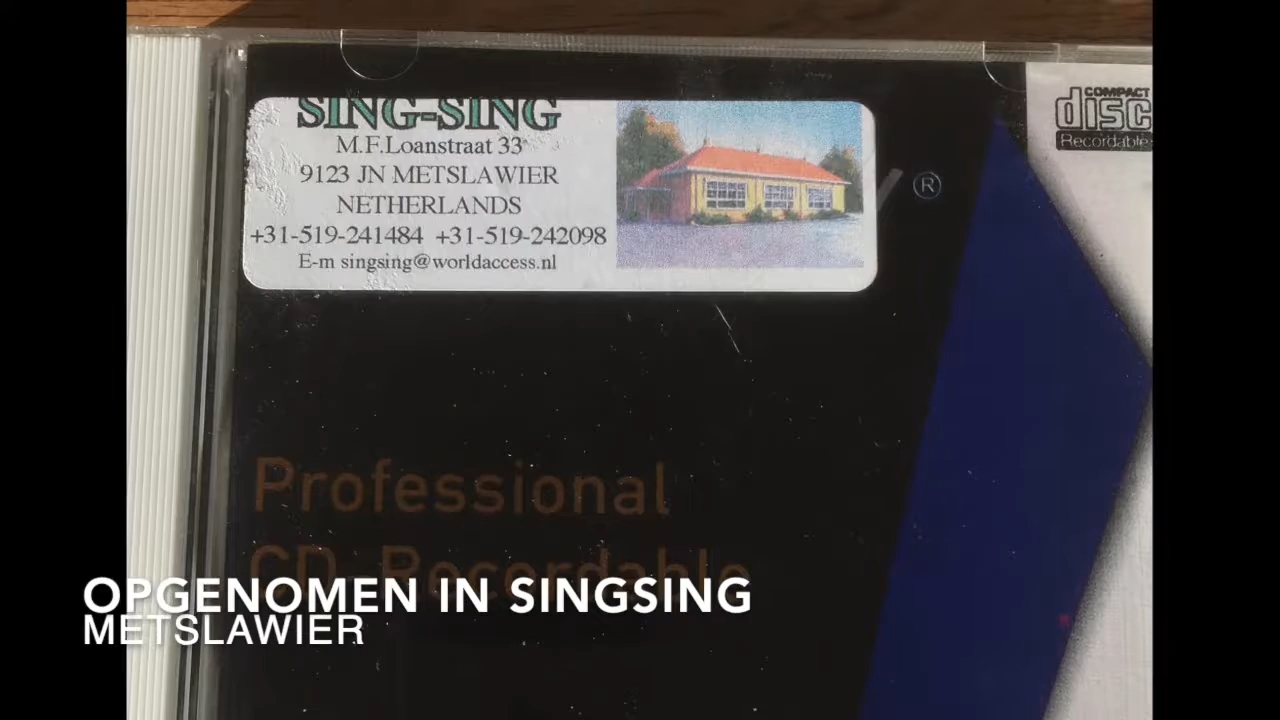 SING-SING
M.F.Loanstraat 33
9123 JN METSLAWIER
NETHERLANDS
+31-519-241484 +31-519-242098
E-m singsing@worldaccess.nl
®
COMPACT
disc
Recordable
Professional
CD-Recordable
OPGENOMEN IN SINGSING
METSLAWIER